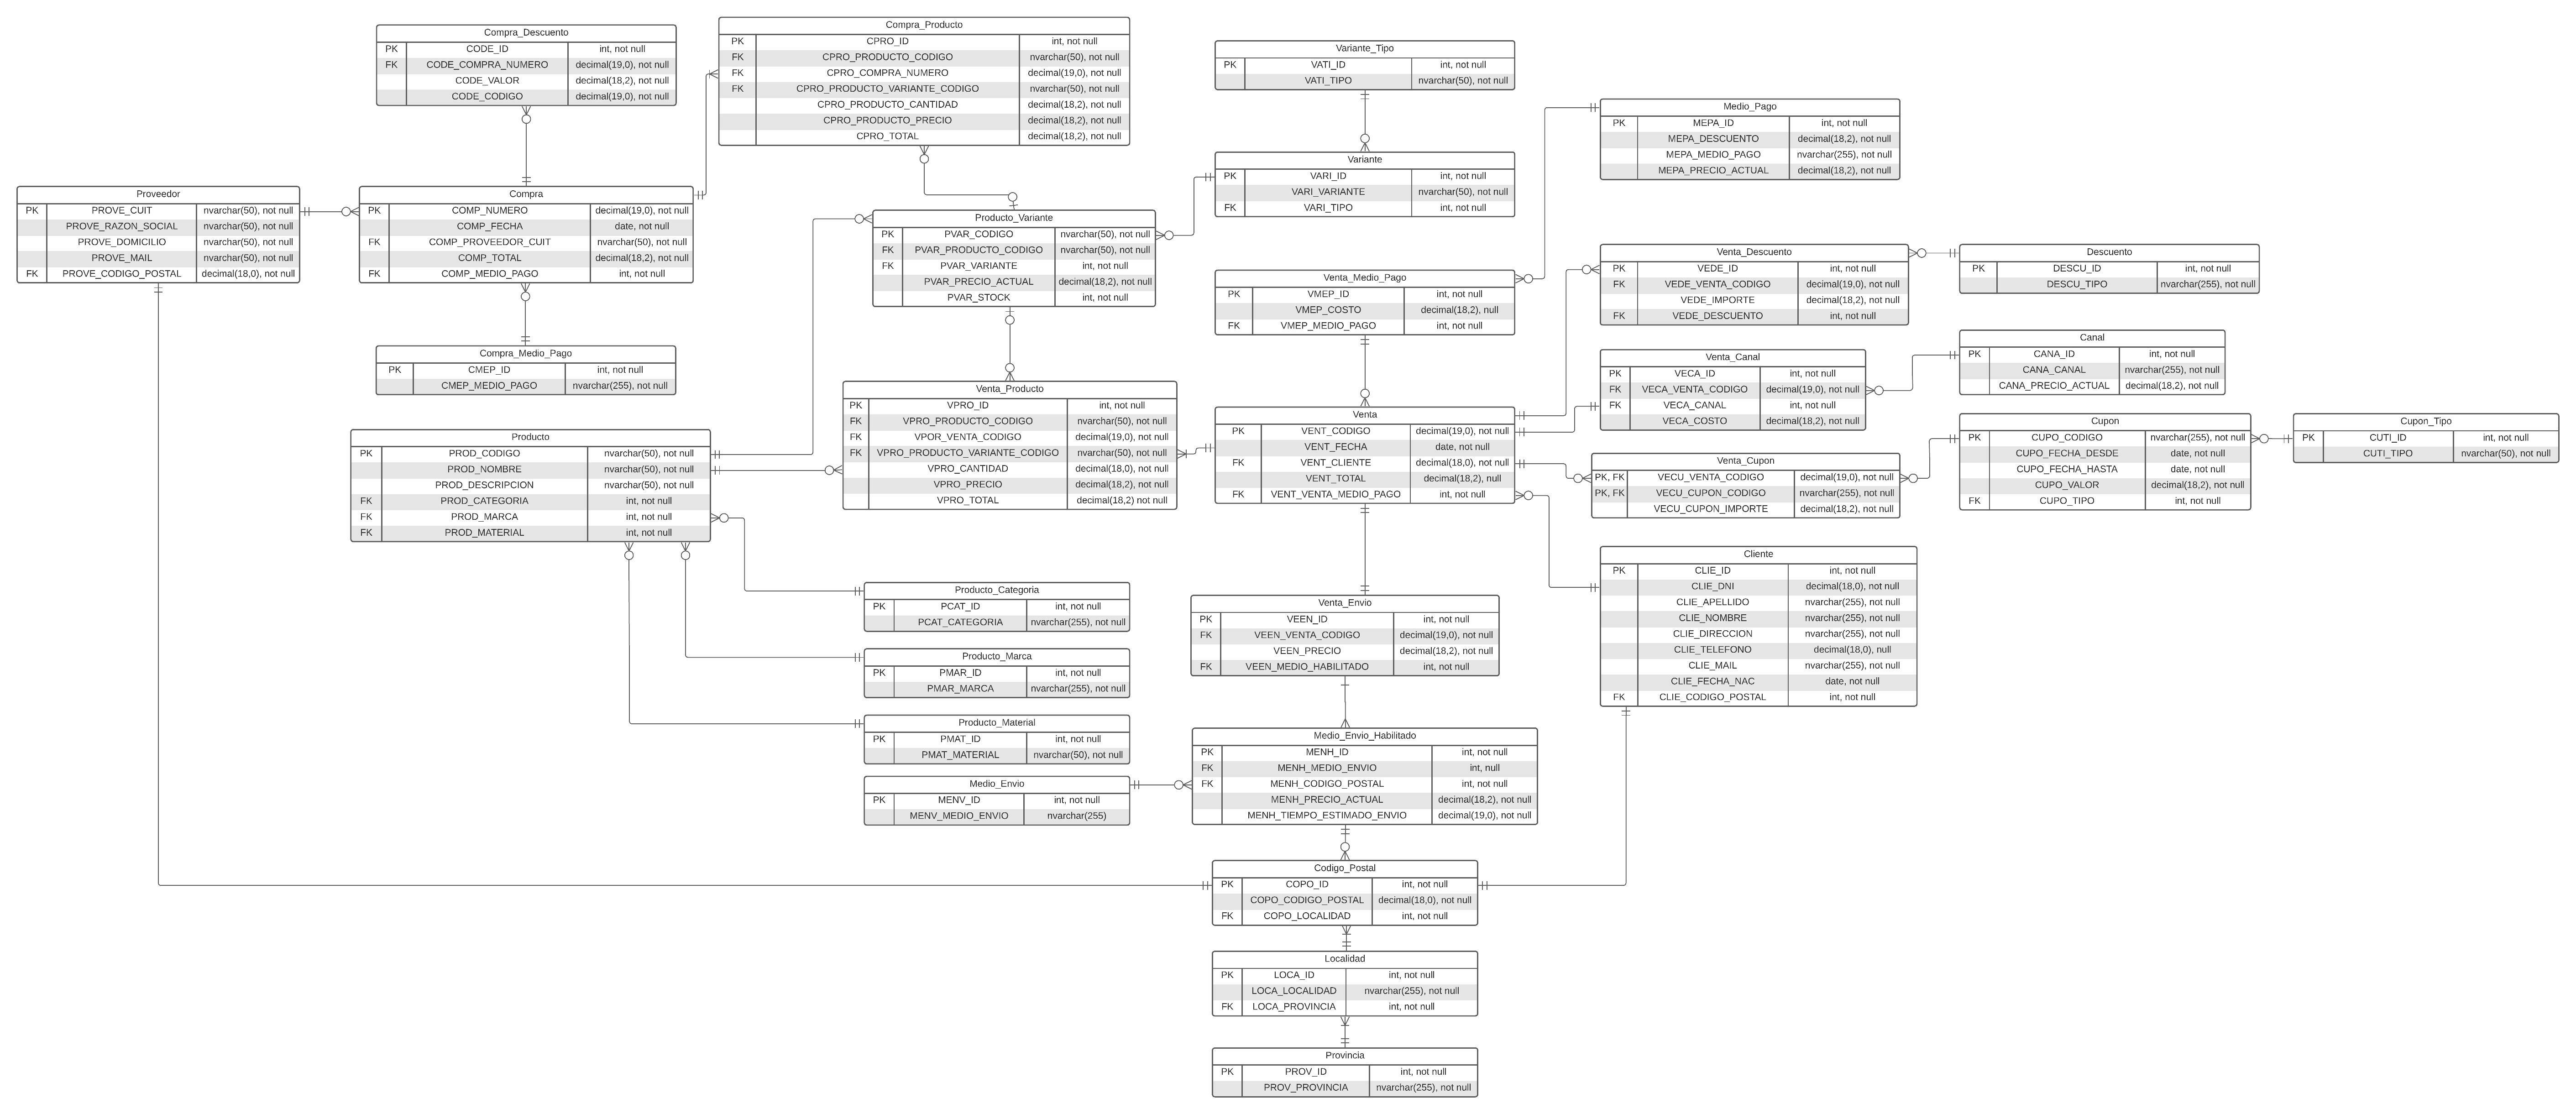 Compra_Descuento
PK CODE_ID int, not null
FK CODE_COMPRA_NUMERO decimal(19,0), not null
CODE_VALOR decimal(18,2), not null
CODE_CODIGO decimal(19,0), not null
Compra_Producto
PK CPRO_ID int, not null
FK CPRO_PRODUCTO_CODIGO nvarchar(50), not null
FK CPRO_COMPRA_NUMERO decimal(19,0), not null
FK CPRO_PRODUCTO_VARIANTE_CODIGO nvarchar(50), not null
CPRO_PRODUCTO_CANTIDAD decimal(18,2), not null
CPRO_PRODUCTO_PRECIO decimal(18,2), not null
CPRO_TOTAL decimal(18,2), not null
Variante_Tipo
PK VATI_ID int, not null
VATI_TIPO nvarchar(50), not null
Medio_Pago
PK MEPA_ID int, not null
MEPA_DESCUENTO decimal(18,2), not null
MEPA_MEDIO_PAGO nvarchar(255), not null
MEPA_PRECIO_ACTUAL decimal(18,2), not null
Variante
PK VARI_ID int, not null
VARI_VARIANTE nvarchar(50), not null
FK VARI_TIPO int, not null
Proveedor
PK PROVE_CUIT nvarchar(50), not null
PROVE_RAZON_SOCIAL nvarchar(50), not null
PROVE_DOMICILIO nvarchar(50), not null
PROVE_MAIL nvarchar(50), not null
FK PROVE_CODIGO_POSTAL decimal(18,0), not null
Compra
PK COMP_NUMERO decimal(19,0), not null
COMP_FECHA date, not null
FK COMP_PROVEEDOR_CUIT nvarchar(50), not null
COMP_TOTAL decimal(18,2), not null
FK COMP_MEDIO_PAGO int, not null
Producto_Variante
PK PVAR_CODIGO nvarchar(50), not null
FK PVAR_PRODUCTO_CODIGO nvarchar(50), not null
FK PVAR_VARIANTE int, not null
PVAR_PRECIO_ACTUAL decimal(18,2), not null
PVAR_STOCK int, not null
Venta_Medio_Pago
PK VMEP_ID int, not null
VMEP_COSTO decimal(18,2), null
FK VMEP_MEDIO_PAGO int, not null
Venta_Descuento
PK VEDE_ID int, not null
FK VEDE_VENTA_CODIGO decimal(19,0), not null
VEDE_IMPORTE decimal(18,2), not null
FK VEDE_DESCUENTO int, not null
Descuento
PK DESCU_ID int, not null
DESCU_TIPO nvarchar(255), not null
Compra_Medio_Pago
PK CMEP_ID int, not null
CMEP_MEDIO_PAGO nvarchar(255), not null
Venta_Canal
PK VECA_ID int, not null
FK VECA_VENTA_CODIGO decimal(19,0), not null
FK VECA_CANAL int, not null
VECA_COSTO decimal(18,2), not null
Canal
PK CANA_ID int, not null
CANA_CANAL nvarchar(255), not null
CANA_PRECIO_ACTUAL decimal(18,2), not null
Producto
PK PROD_CODIGO nvarchar(50), not null
PROD_NOMBRE nvarchar(50), not null
PROD_DESCRIPCION nvarchar(50), not null
FK PROD_CATEGORIA int, not null
FK PROD_MARCA int, not null
FK PROD_MATERIAL int, not null
Venta_Producto
PK VPRO_ID int, not null
FK VPRO_PRODUCTO_CODIGO nvarchar(50), not null
FK VPOR_VENTA_CODIGO decimal(19,0), not null
FK VPRO_PRODUCTO_VARIANTE_CODIGO nvarchar(50), not null
VPRO_CANTIDAD decimal(18,0), not null
VPRO_PRECIO decimal(18,2), not null
VPRO_TOTAL decimal(18,2) not null
Venta
PK VENT_CODIGO decimal(19,0), not null
VENT_FECHA date, not null
FK VENT_CLIENTE decimal(18,0), not null
VENT_TOTAL decimal(18,2), null
FK VENT_VENTA_MEDIO_PAGO int, not null
Venta_Cupon
PK, FK VECU_VENTA_CODIGO decimal(19,0), not null
PK, FK VECU_CUPON_CODIGO nvarchar(255), not null
VECU_CUPON_IMPORTE decimal(18,2), not null
Cupon
PK CUPO_CODIGO nvarchar(255), not null
CUPO_FECHA_DESDE date, not null
CUPO_FECHA_HASTA date, not null
CUPO_VALOR decimal(18,2), not null
FK CUPO_TIPO int, not null
Cupon_Tipo
PK CUTI_ID int, not null
CUTI_TIPO nvarchar(50), not null
Cliente
PK CLIE_ID int, not null
CLIE_DNI decimal(18,0), not null
CLIE_APELLIDO nvarchar(255), not null
CLIE_NOMBRE nvarchar(255), not null
CLIE_DIRECCION nvarchar(255), not null
CLIE_TELEFONO decimal(18,0), null
CLIE_MAIL nvarchar(255), not null
CLIE_FECHA_NAC date, not null
FK CLIE_CODIGO_POSTAL int, not null
Producto_Categoria
PK PCAT_ID int, not null
PCAT_CATEGORIA nvarchar(255), not null
Venta_Envio
PK VEEN_ID int, not null
FK VEEN_VENTA_CODIGO decimal(19,0), not null
VEEN_PRECIO decimal(18,2), not null
FK VEEN_MEDIO_HABILITADO int, not null
Producto_Marca
PK PMAR_ID int, not null
PMAR_MARCA nvarchar(255), not null
Producto_Material
PK PMAT_ID int, not null
PMAT_MATERIAL nvarchar(50), not null
Medio_Envio_Habilitado
PK MENH_ID int, not null
FK MENH_MEDIO_ENVIO int, null
FK MENH_CODIGO_POSTAL int, not null
MENH_PRECIO_ACTUAL decimal(18,2), not null
MENH_TIEMPO_ESTIMADO_ENVIO decimal(19,0), not null
Medio_Envio
PK MENV_ID int, not null
MENV_MEDIO_ENVIO nvarchar(255)
Codigo_Postal
PK COPO_ID int, not null
COPO_CODIGO_POSTAL decimal(18,0), not null
FK COPO_LOCALIDAD int, not null
Localidad
PK LOCA_ID int, not null
LOCA_LOCALIDAD nvarchar(255), not null
FK LOCA_PROVINCIA int, not null
Provincia
PK PROV_ID int, not null
PROV_PROVINCIA nvarchar(255), not null